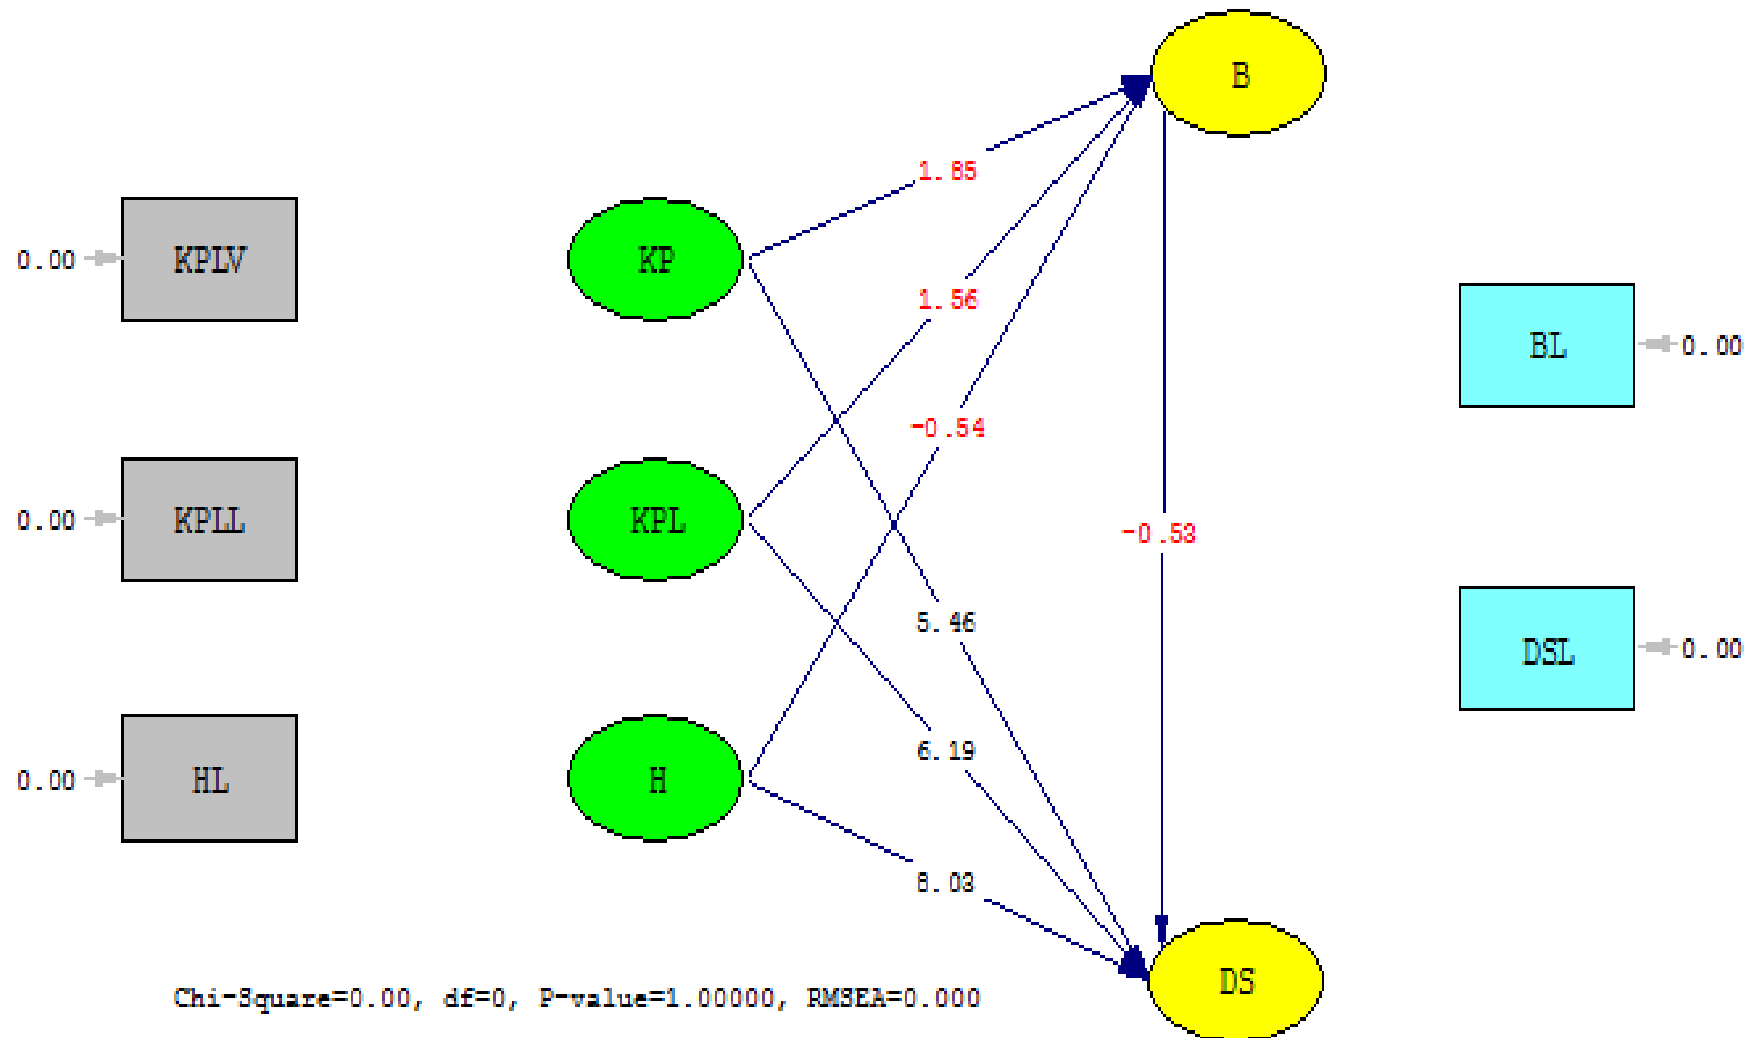 B
1.85
0.00
KPLV
KP
1.56
BL
0.00
-0.54
0.00
KPLL
KPL
-0.53
5.46
DSL
0.00
6.19
0.00
HL
H
8.03
DS
Chi-Square=0.00, df=0, P-value=1.00000, RMSEA=0.000